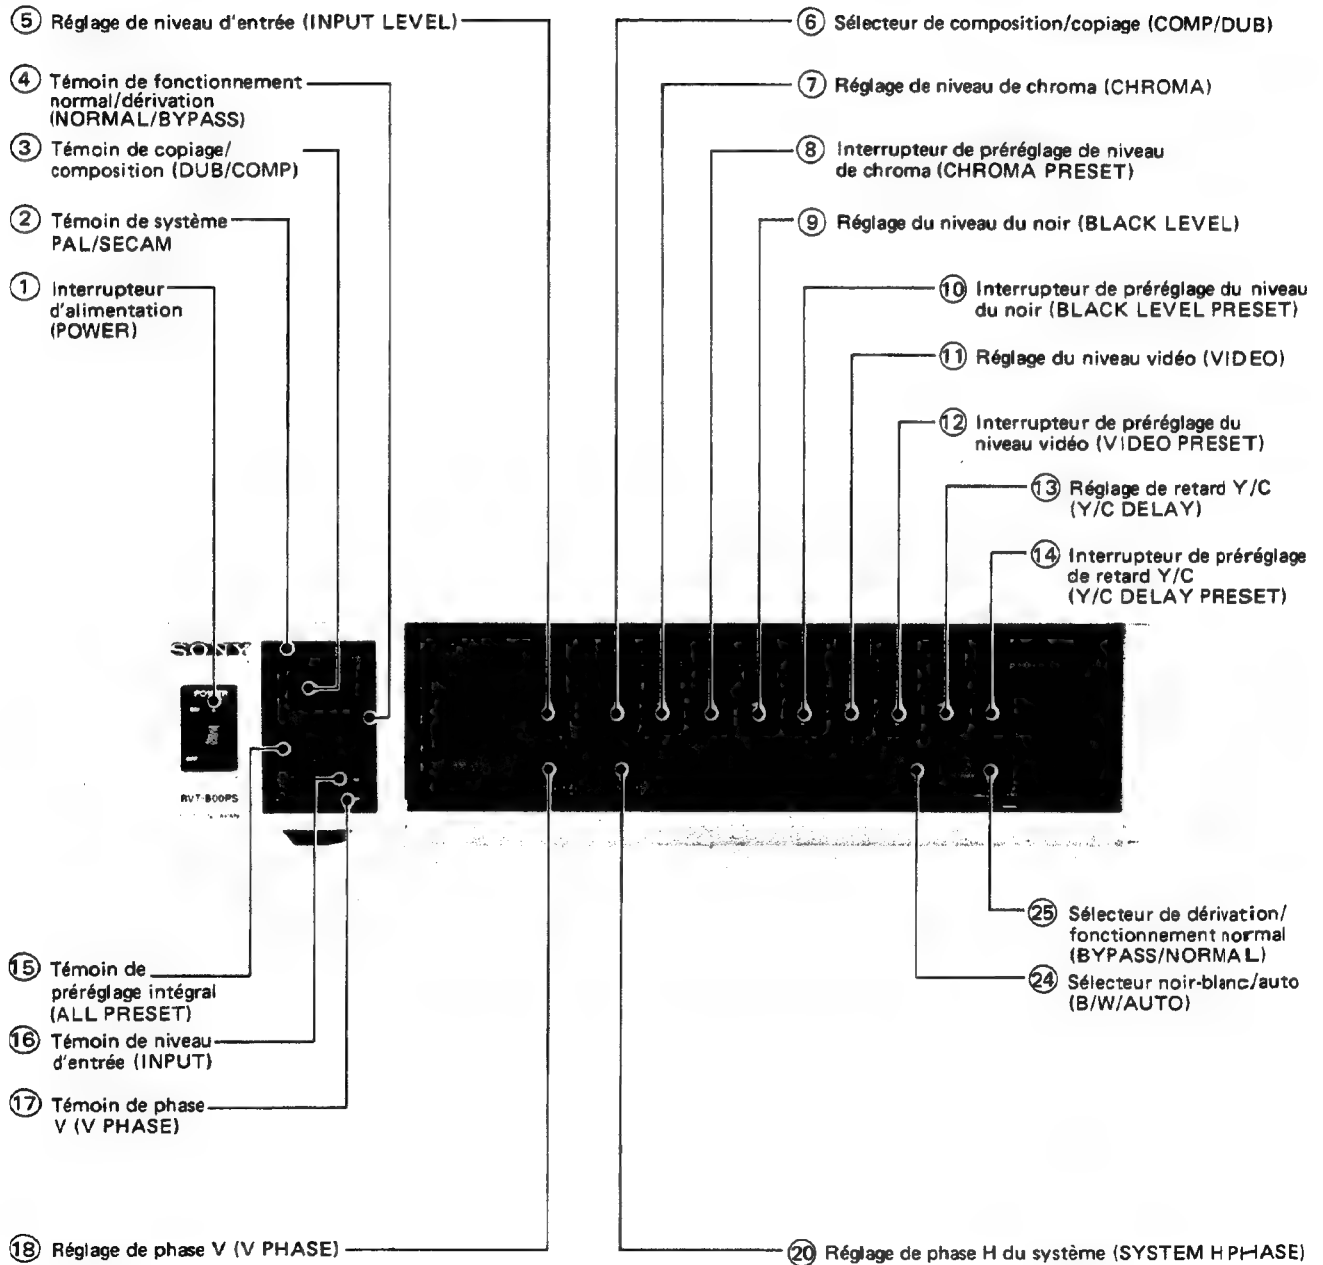 ⑤ Réglage de niveau d'entrée (INPUT LEVEL)
④ Témoin de fonctionnement
normal/dérivation
(NORMAL/BYPASS)
③ Témoin de copiage/
composition (DUB/COMP)
② Témoin de système
PAL/SECAM
① Interrupteur
d'alimentation
(POWER)
⑥ Sélecteur de composition/copiage (COMP/DUB)
⑦ Réglage de niveau de chroma (CHROMA)
⑧ Interrupteur de préréglage de niveau
de chroma (CHROMA PRESET)
⑨ Réglage du niveau du noir (BLACK LEVEL)
⑩ Interrupteur de préréglage du niveau
du noir (BLACK LEVEL PRESET)
⑪ Réglage du niveau vidéo (VIDEO)
⑫ Interrupteur de préréglage du
niveau vidéo (VIDEO PRESET)
⑬ Réglage de retard Y/C
(Y/C DELAY)
⑭ Interrupteur de préréglage
de retard Y/C
(Y/C DELAY PRESET)
SONY
POWER
OFF
BVT-800PS
㉕ Sélecteur de dérivation/
fonctionnement normal
(BYPASS/NORMAL)
㉔ Sélecteur noir-blanc/auto
(B/W/AUTO)
⑮ Témoin de
préréglage intégral
(ALL PRESET)
⑯ Témoin de niveau
d'entrée (INPUT)
⑰ Témoin de phase
V (V PHASE)
⑱ Réglage de phase V (V PHASE)
⑳ Réglage de phase H du système (SYSTEM H PHASE)